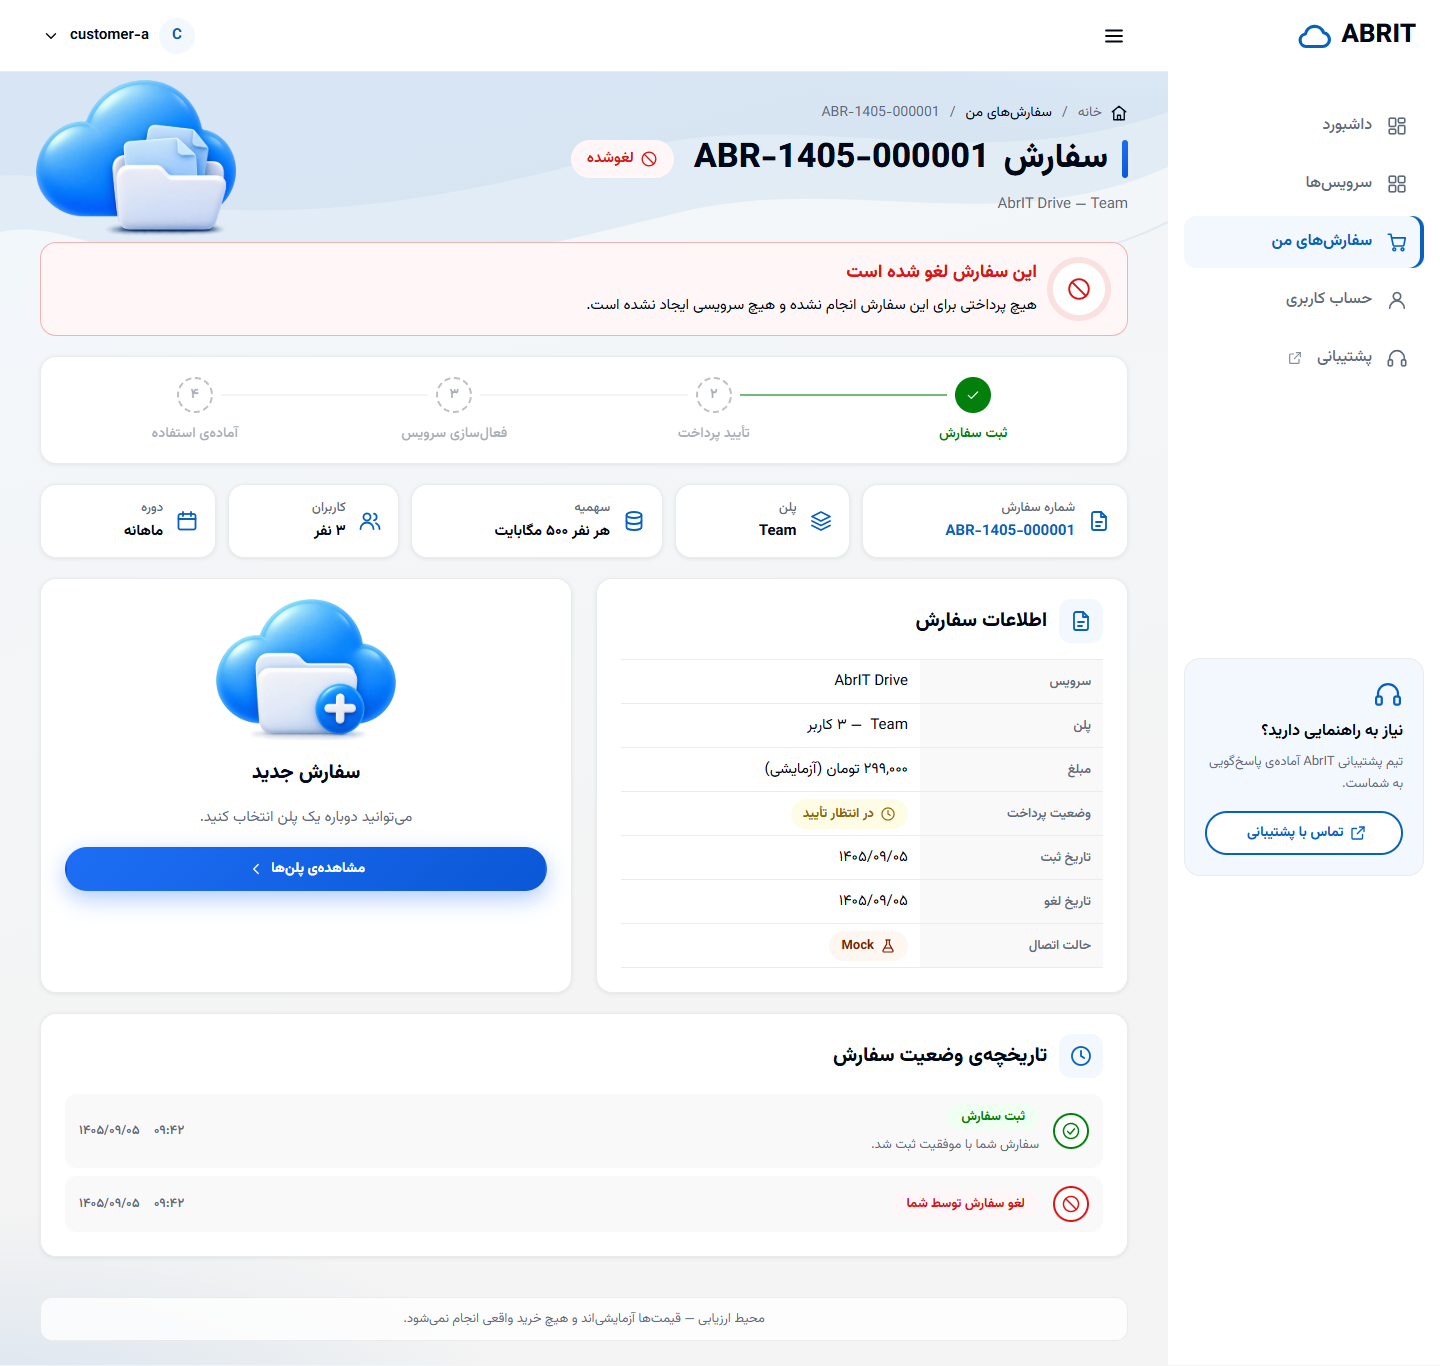 ABRIT
داشبورد
سرویس‌ها
سفارش‌های من
حساب کاربری
پشتیبانی
نیاز به راهنمایی دارید؟
تیم پشتیبانی AbrIT آماده‌ی پاسخ‌گویی
به شماست.
تماس با پشتیبانی
C customer-a
خانه / سفارش‌های من / ABR-1405-000001
سفارش ABR-1405-000001 لغوشده
AbrIT Drive — Team
این سفارش لغو شده است
هیچ پرداختی برای این سفارش انجام نشده و هیچ سرویسی ایجاد نشده است.
۲ ۳ ۴
ثبت سفارش تأیید پرداخت فعال‌سازی سرویس آماده‌ی استفاده
شماره سفارش
ABR-1405-000001
پلن
Team
سهمیه
هر نفر ۵۰۰ مگابایت
کاربران
۳ نفر
دوره
ماهانه
اطلاعات سفارش
سرویس AbrIT Drive
پلن Team — ۳ کاربر
مبلغ ۲۹۹,۰۰۰ تومان (آزمایشی)
وضعیت پرداخت در انتظار تأیید
تاریخ ثبت ۱۴۰۵/۰۹/۰۵
تاریخ لغو ۱۴۰۵/۰۹/۰۵
حالت اتصال Mock
سفارش جدید
می‌توانید دوباره یک پلن انتخاب کنید.
مشاهده‌ی پلن‌ها
تاریخچه‌ی وضعیت سفارش
ثبت سفارش
سفارش شما با موفقیت ثبت شد.
۰۹:۴۲ ۱۴۰۵/۰۹/۰۵
لغو سفارش توسط شما
۰۹:۴۲ ۱۴۰۵/۰۹/۰۵
محیط ارزیابی — قیمت‌ها آزمایشی‌اند و هیچ خرید واقعی انجام نمی‌شود.